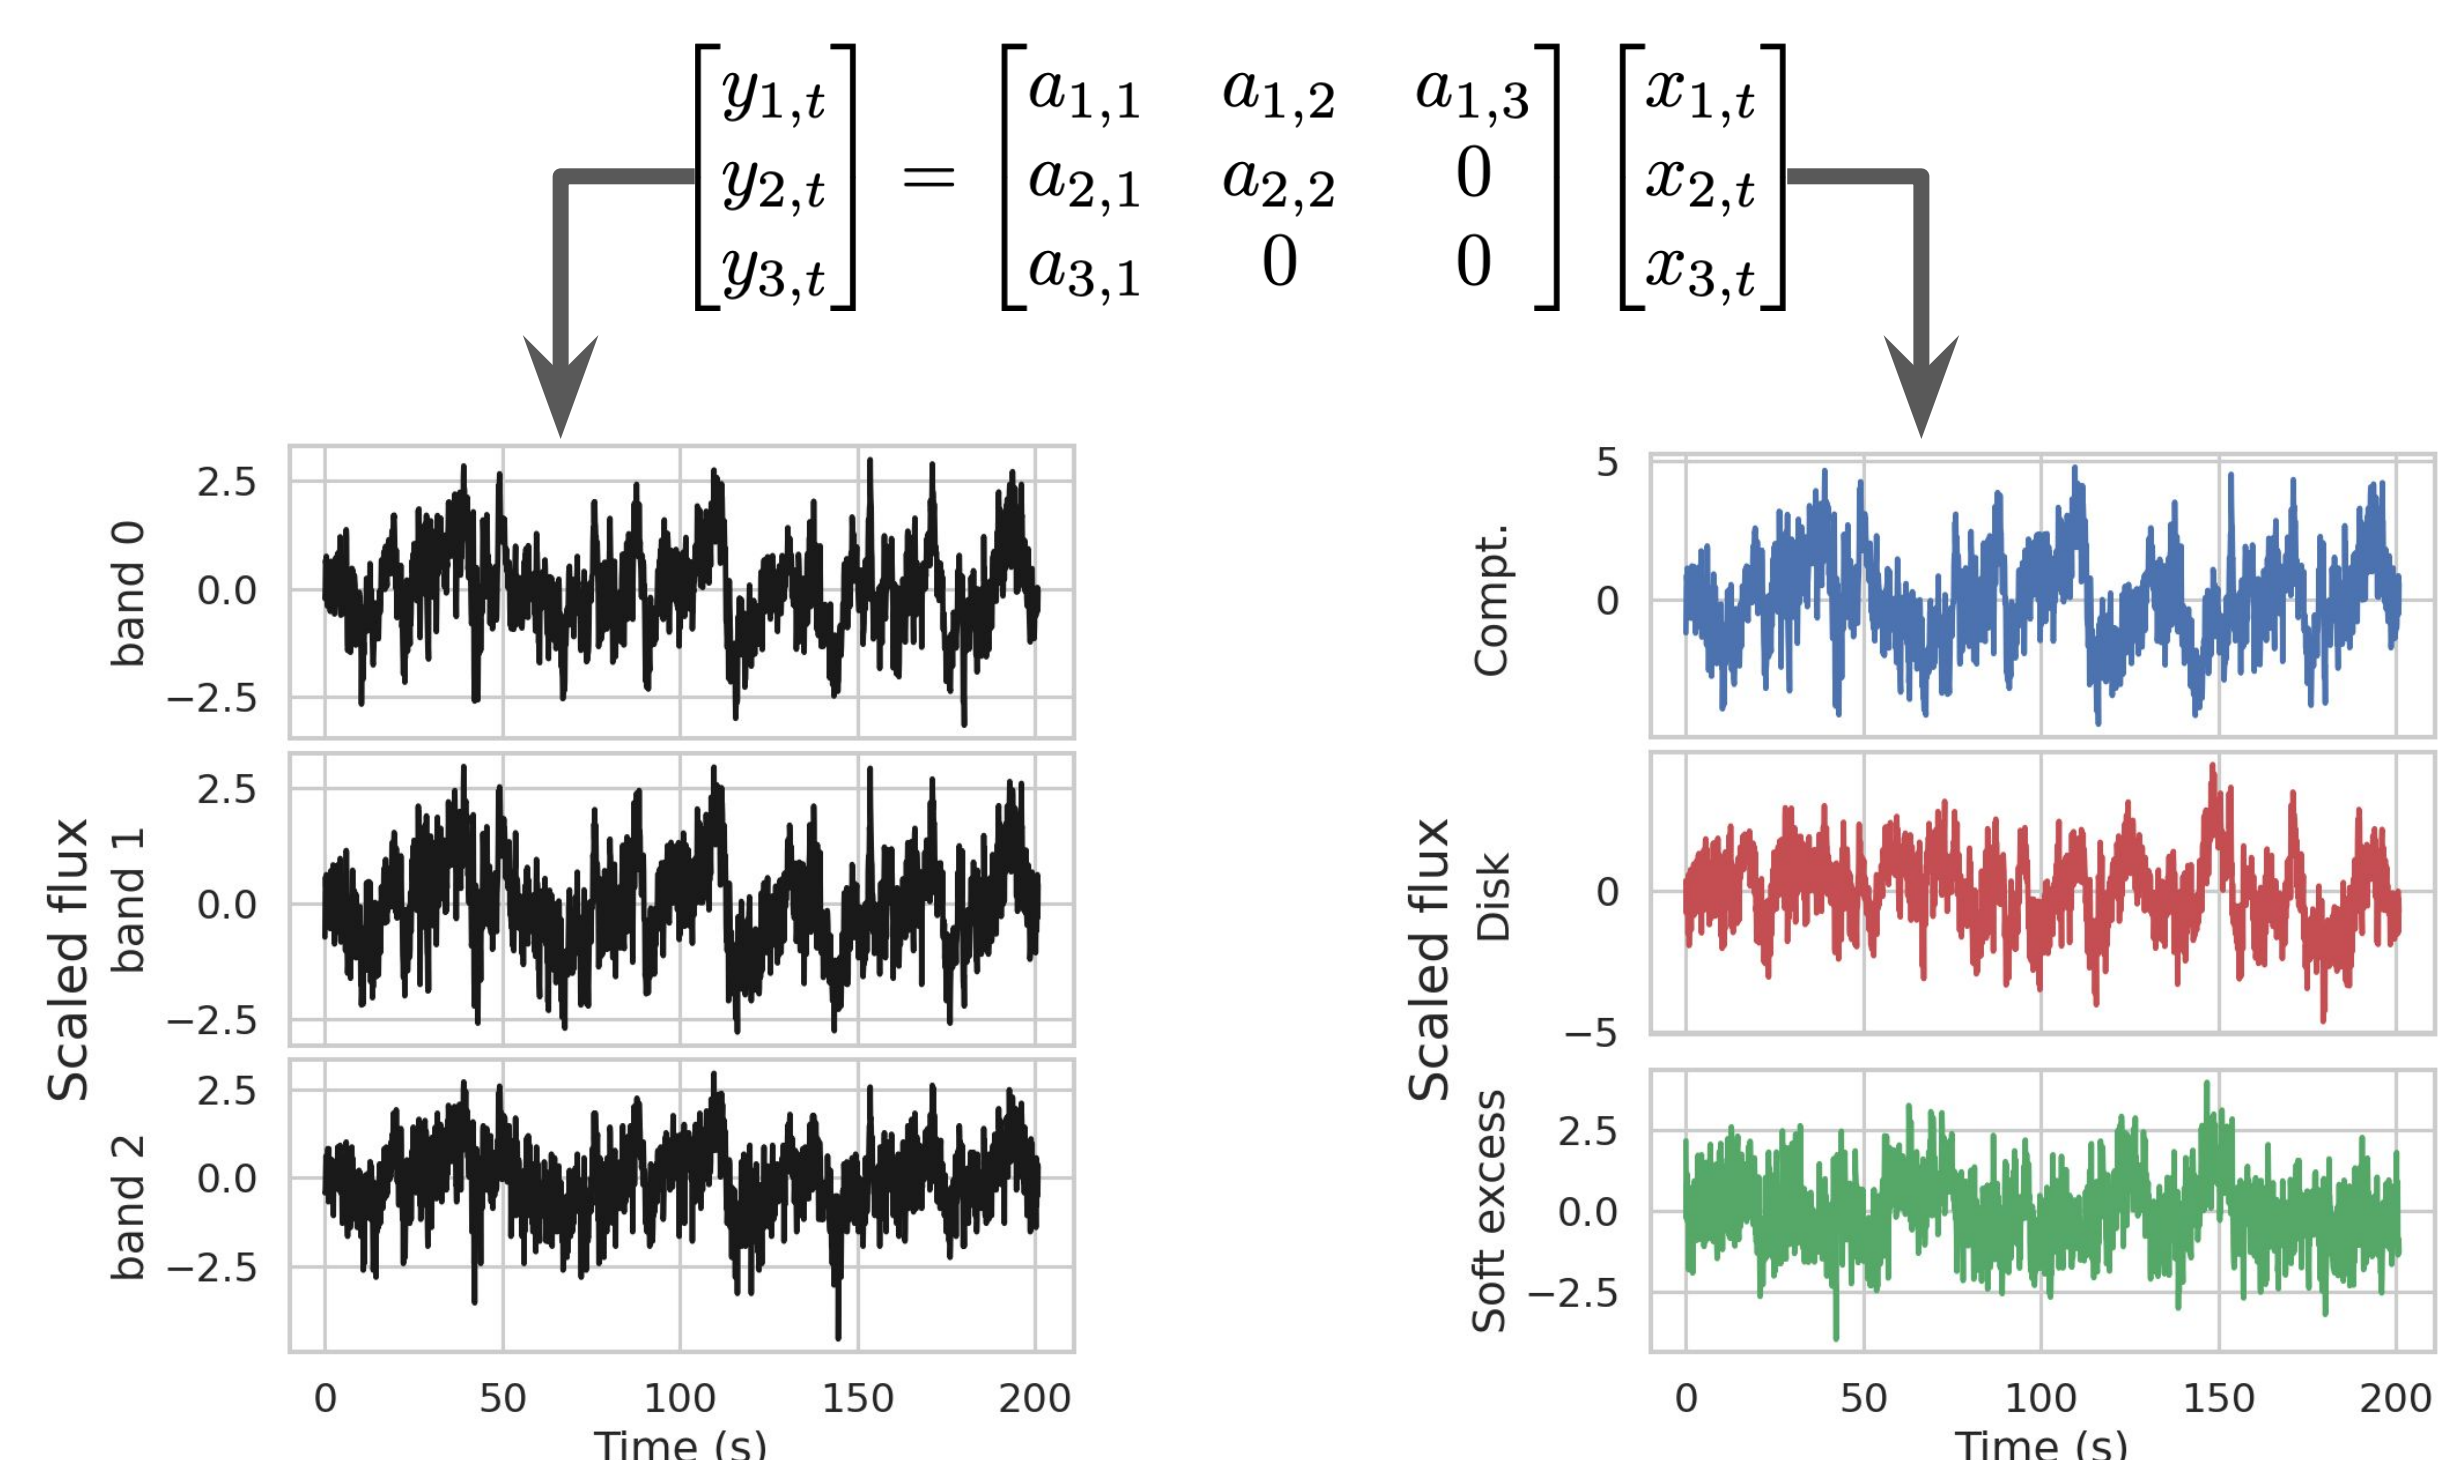 y1,t = a1,1 a1,2 a1,3 x1,t
y2,t a2,1 a2,2 0 x2,t
y3,t a3,1 0 0 x3,t
Scaled flux
band 0
2.5
0.0
−2.5
band 1
2.5
0.0
−2.5
band 2
2.5
0.0
−2.5
0 50 100 150 200
Time (s)
Scaled flux
Compt.
5
0
Disk
0
−5
Soft excess
2.5
0.0
−2.5
0 50 100 150 200
Time (s)